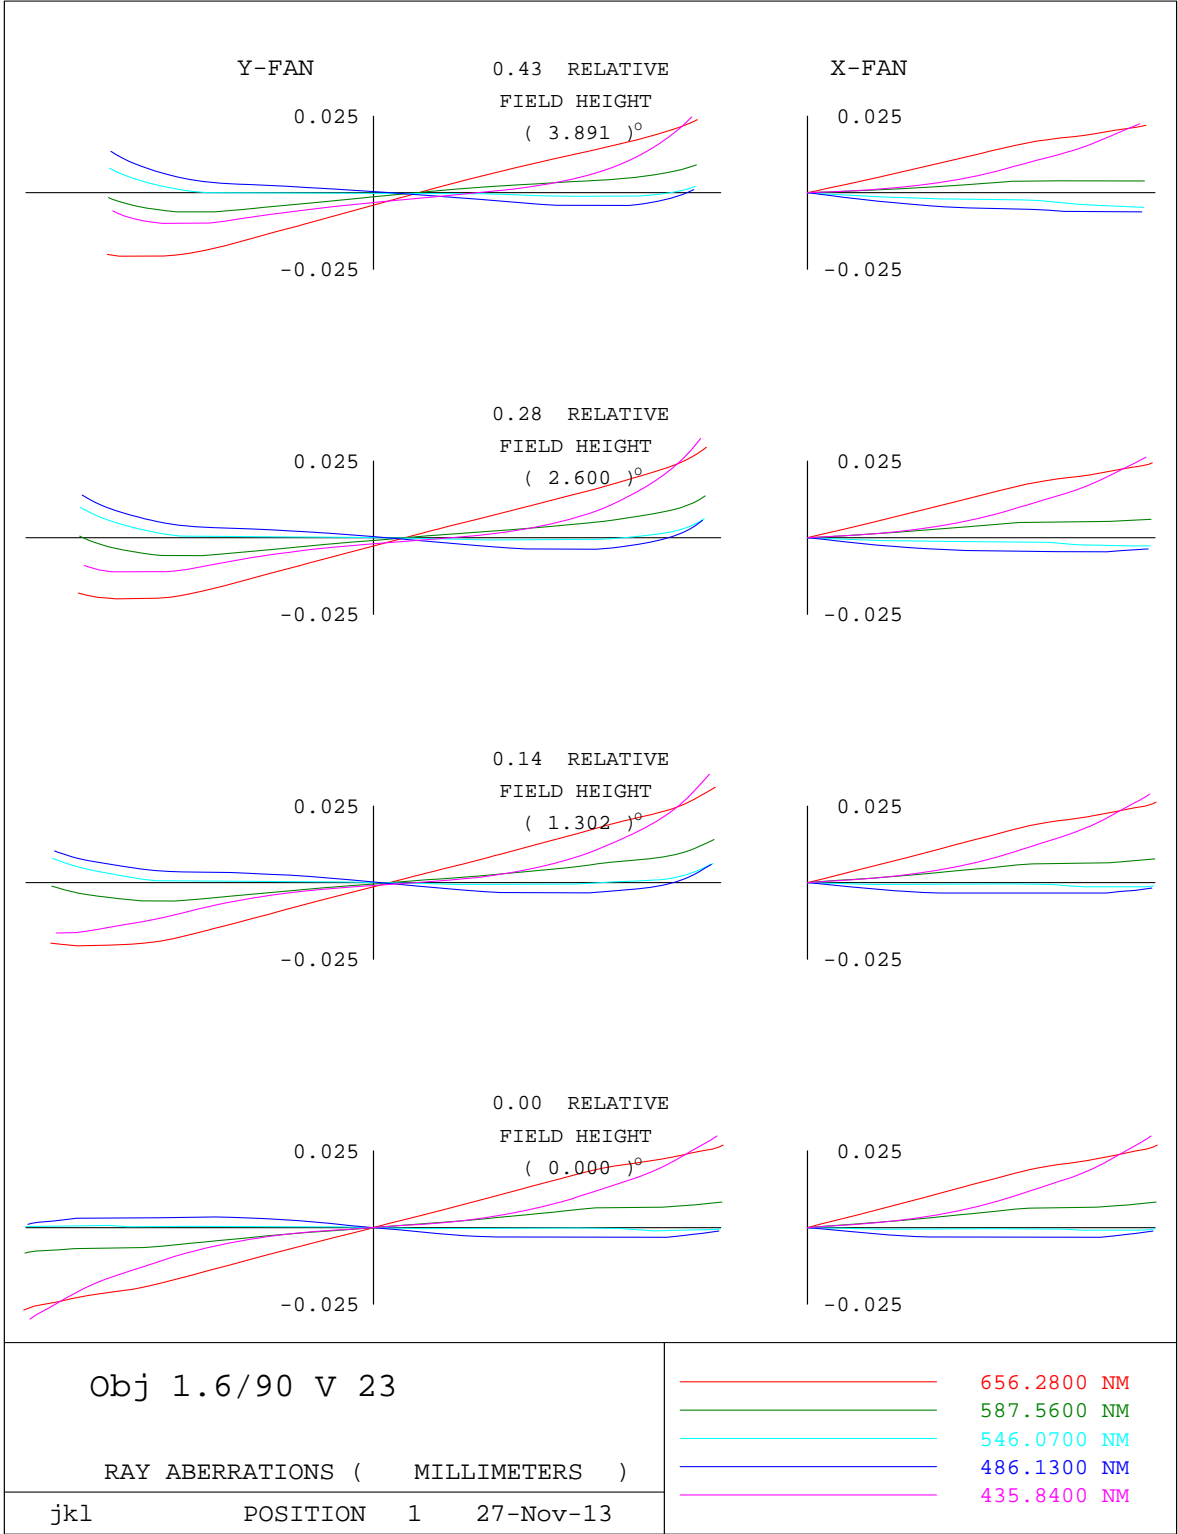 Y-FAN 0.43 RELATIVE X-FAN
FIELD HEIGHT
0.025 ( 3.891 )o 0.025
-0.025 -0.025
0.28 RELATIVE
FIELD HEIGHT
0.025 ( 2.600 )o 0.025
-0.025 -0.025
0.14 RELATIVE
FIELD HEIGHT
0.025 ( 1.302 )o 0.025
-0.025 -0.025
0.00 RELATIVE
FIELD HEIGHT
0.025 ( 0.000 )o 0.025
-0.025 -0.025
Obj 1.6/90 V 23
RAY ABERRATIONS ( MILLIMETERS )
jkl POSITION 1 27-Nov-13
656.2800 NM
587.5600 NM
546.0700 NM
486.1300 NM
435.8400 NM